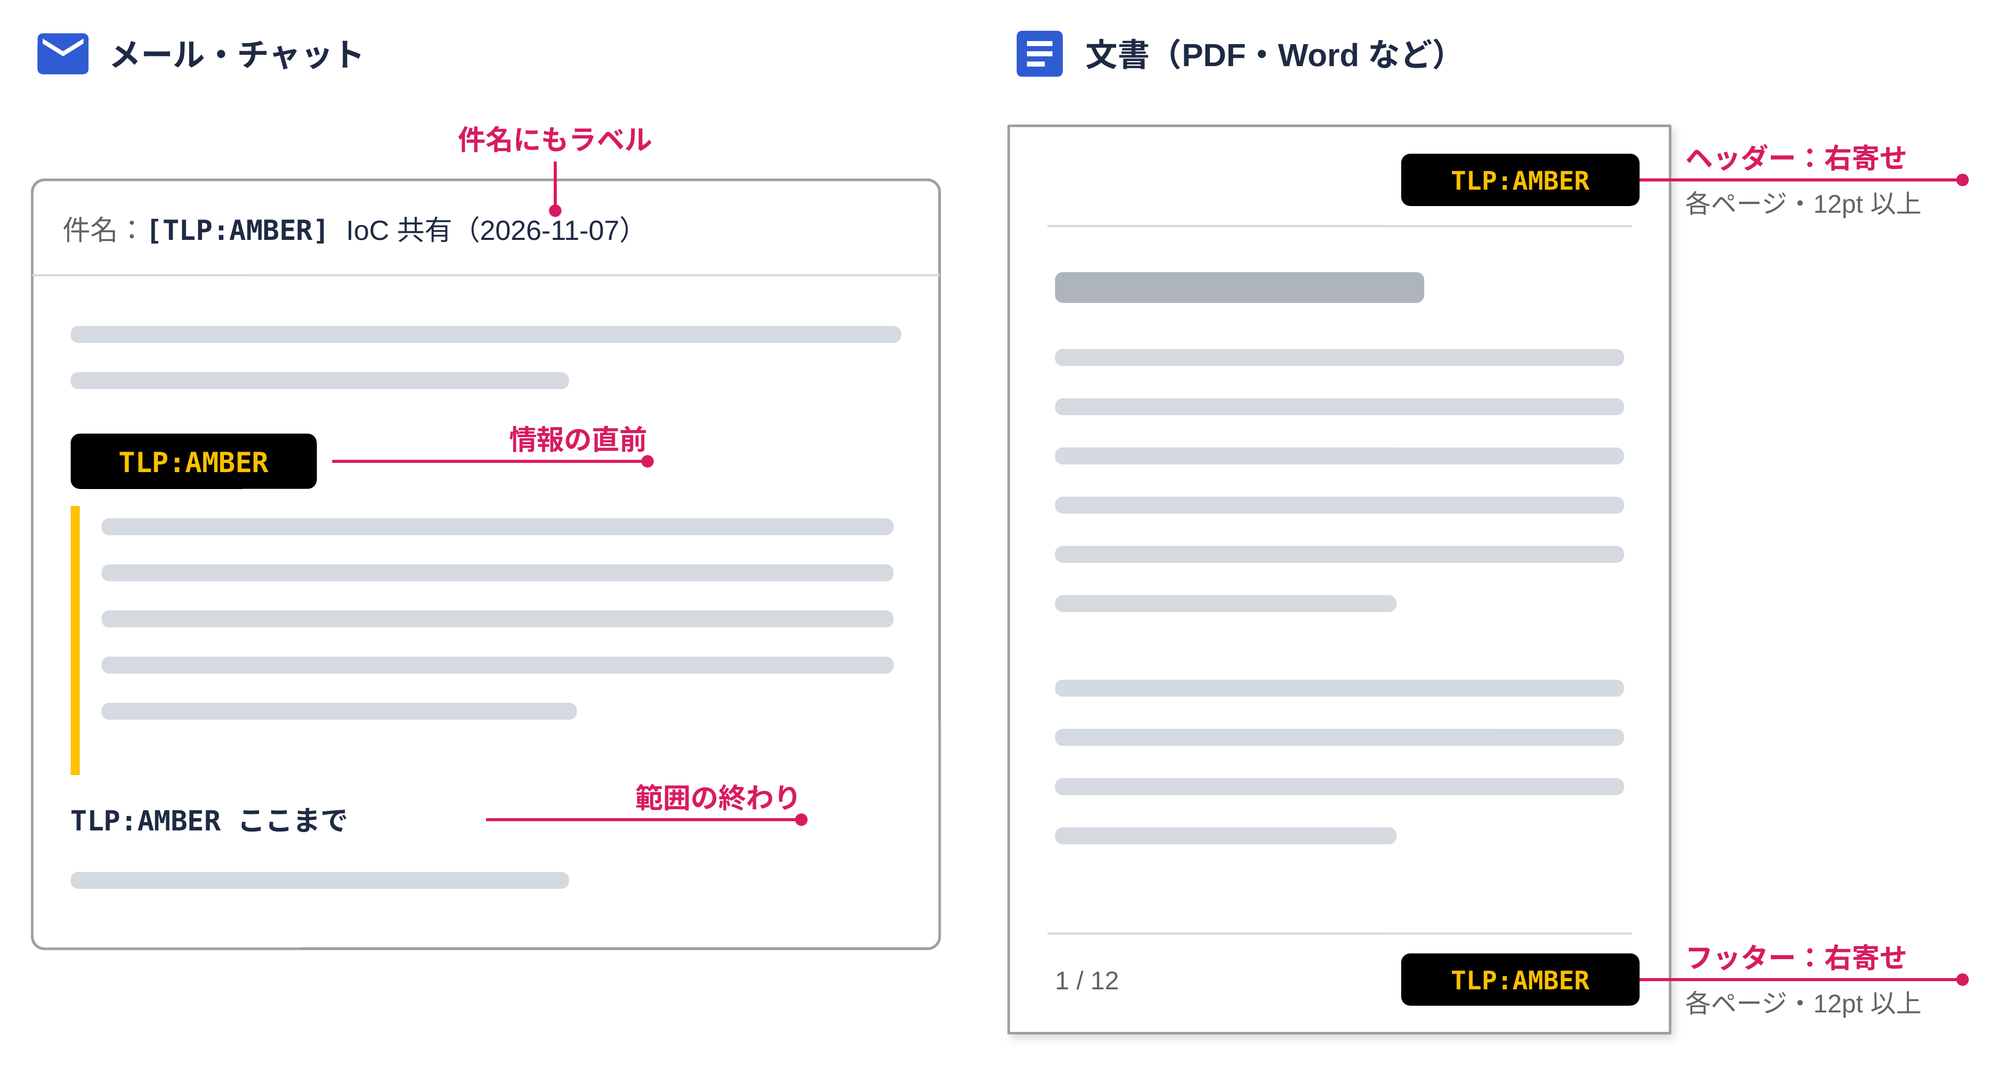 メール・チャット
件名にもラベル
件名：[TLP:AMBER] IoC 共有（2026-11-07）
情報の直前
TLP:AMBER
範囲の終わり
TLP:AMBER ここまで
文書（PDF・Word など）
TLP:AMBER
ヘッダー：右寄せ
各ページ・12pt 以上
1 / 12
TLP:AMBER
フッター：右寄せ
各ページ・12pt 以上